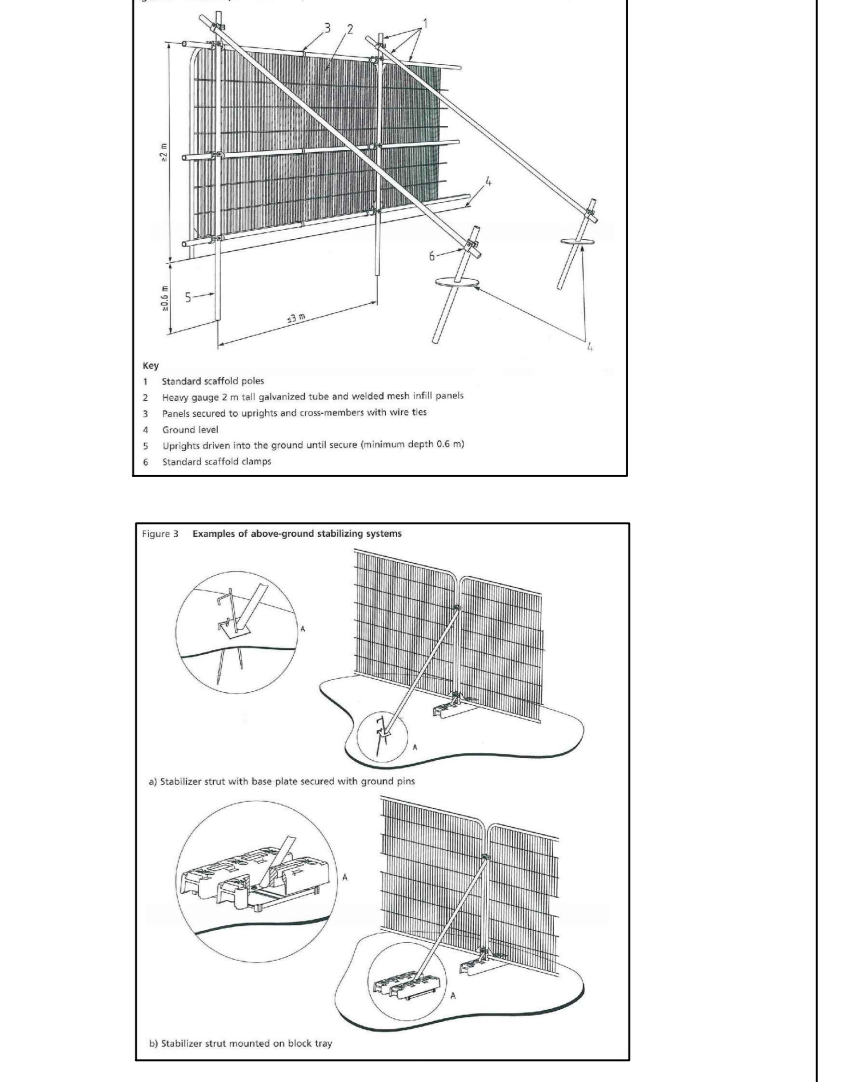 3
2
1
≥2 m
4
6
≥0.6 m
5
≤3 m
4
Key
1 Standard scaffold poles
2 Heavy gauge 2 m tall galvanized tube and welded mesh infill panels
3 Panels secured to uprights and cross-members with wire ties
4 Ground level
5 Uprights driven into the ground until secure (minimum depth 0.6 m)
6 Standard scaffold clamps
Figure 3 Examples of above-ground stabilizing systems
A
A
a) Stabilizer strut with base plate secured with ground pins
A
A
b) Stabilizer strut mounted on block tray